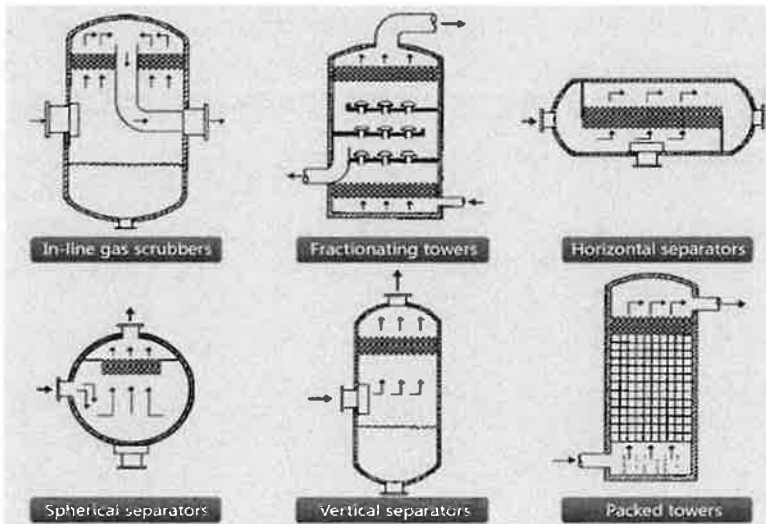 In-line gas scrubbers
Fractionating towers
Horizontal separators
Spherical separators
Vertical separators
Packed towers